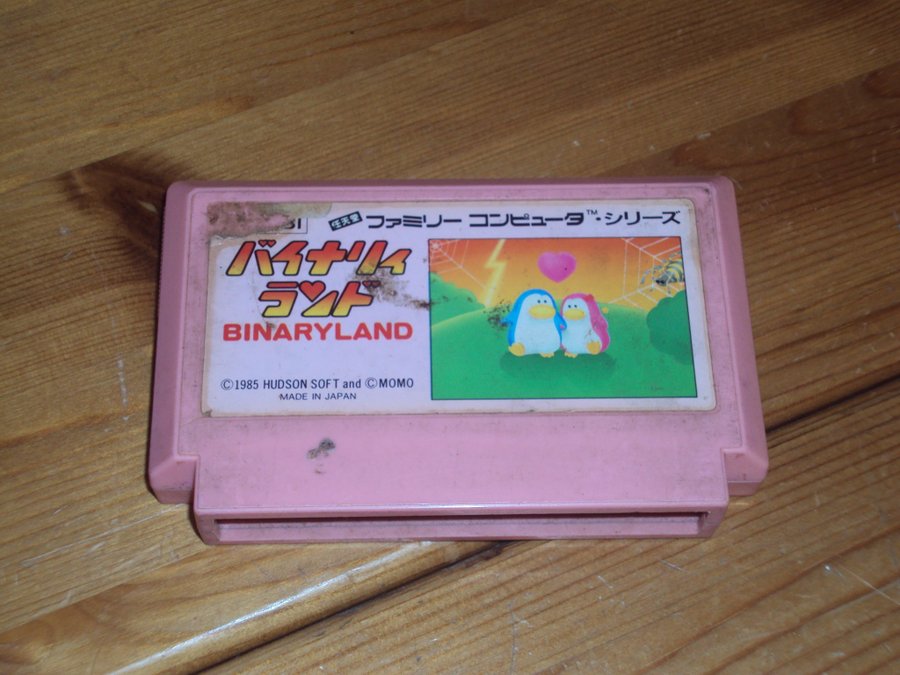 任天堂 ファミリー コンピュータ™・シリーズ
バイナリィ
ランド
BINARYLAND
©1985 HUDSON SOFT and ©MOMO
MADE IN JAPAN